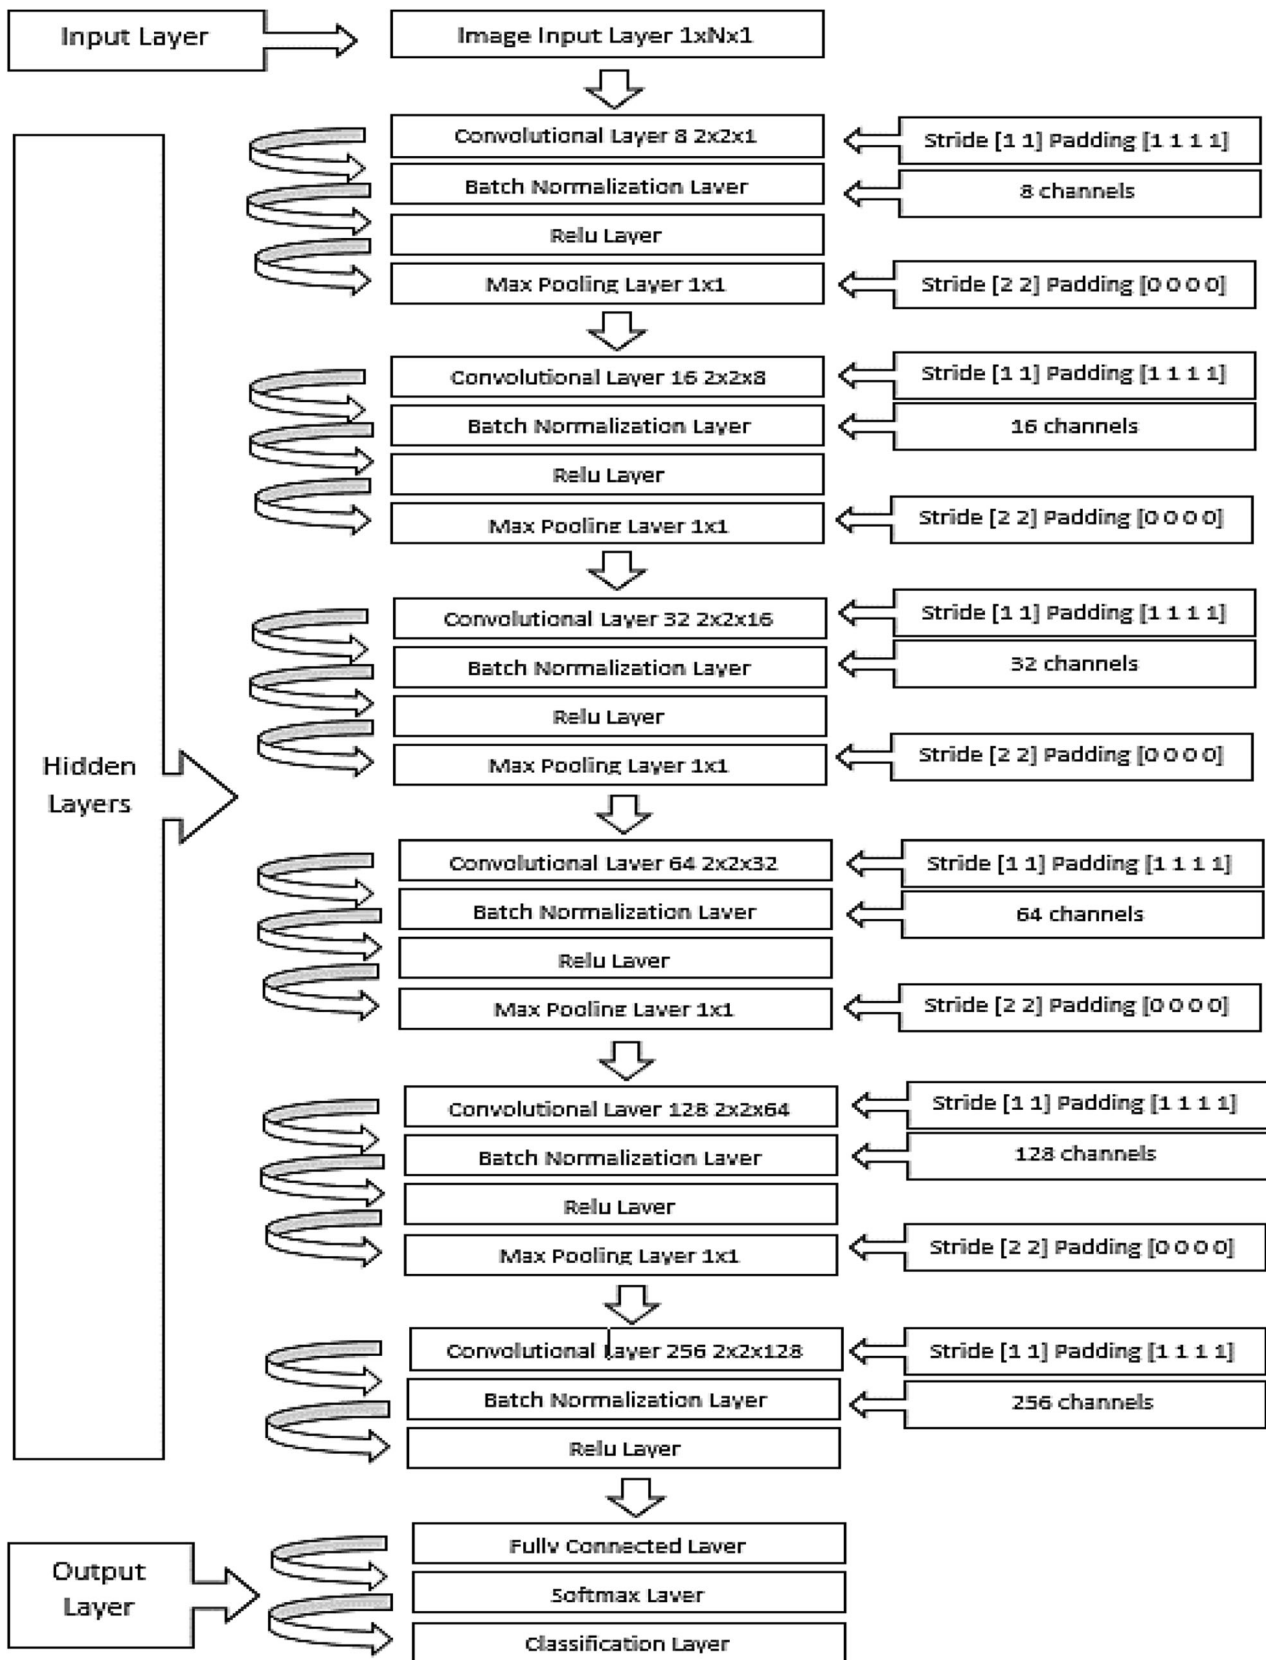 Input Layer
Image Input Layer 1xNx1
Convolutional Layer 8 2x2x1
Stride [1 1] Padding [1 1 1 1]
Batch Normalization Layer
8 channels
Relu Layer
Max Pooling Layer 1x1
Stride [2 2] Padding [0 0 0 0]
Convolutional Layer 16 2x2x8
Stride [1 1] Padding [1 1 1 1]
Batch Normalization Layer
16 channels
Relu Layer
Max Pooling Layer 1x1
Stride [2 2] Padding [0 0 0 0]
Convolutional Layer 32 2x2x16
Stride [1 1] Padding [1 1 1 1]
Batch Normalization Layer
32 channels
Relu Layer
Max Pooling Layer 1x1
Stride [2 2] Padding [0 0 0 0]
Hidden
Layers
Convolutional Layer 64 2x2x32
Stride [1 1] Padding [1 1 1 1]
Batch Normalization Layer
64 channels
Relu Layer
Max Pooling Layer 1x1
Stride [2 2] Padding [0 0 0 0]
Convolutional Layer 128 2x2x64
Stride [1 1] Padding [1 1 1 1]
Batch Normalization Layer
128 channels
Relu Layer
Max Pooling Layer 1x1
Stride [2 2] Padding [0 0 0 0]
Convolutional Layer 256 2x2x128
Stride [1 1] Padding [1 1 1 1]
Batch Normalization Layer
256 channels
Relu Layer
Output
Layer
Fully Connected Layer
Softmax Layer
Classification Layer